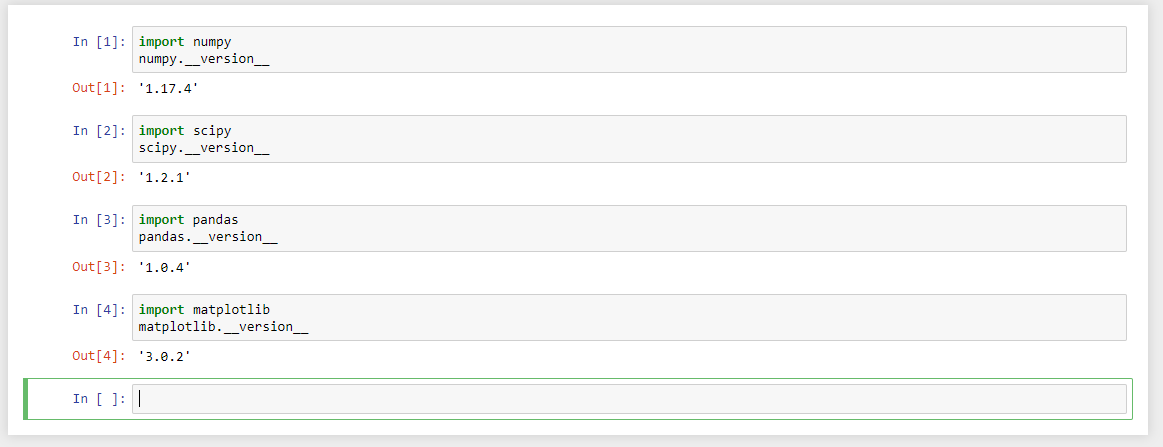 In [1]: import numpy
numpy.__version__
Out[1]: '1.17.4'
In [2]: import scipy
scipy.__version__
Out[2]: '1.2.1'
In [3]: import pandas
pandas.__version__
Out[3]: '1.0.4'
In [4]: import matplotlib
matplotlib.__version__
Out[4]: '3.0.2'
In [ ]: